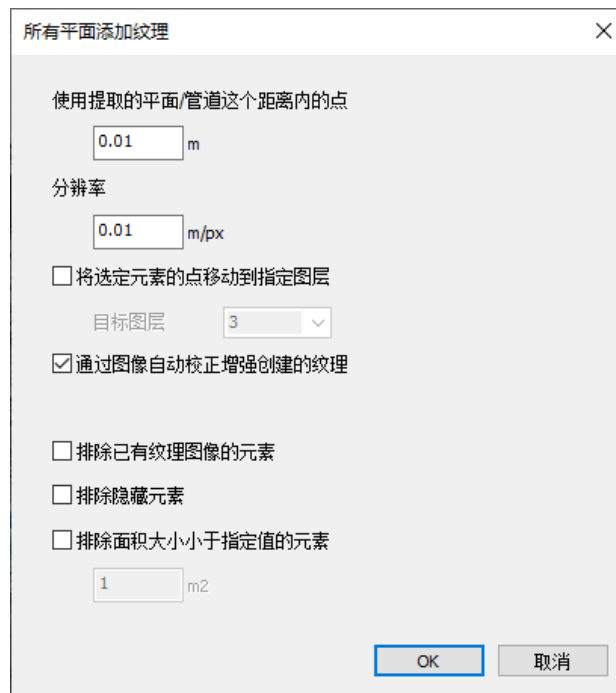 所有平面添加纹理
使用提取的平面/管道这个距离内的点
0.01 m
分辨率
0.01 m/px
将选定元素的点移动到指定图层
目标图层 3
通过图像自动校正增强创建的纹理
排除已有纹理图像的元素
排除隐藏元素
排除面积大小小于指定值的元素
1 m2
OK 取消